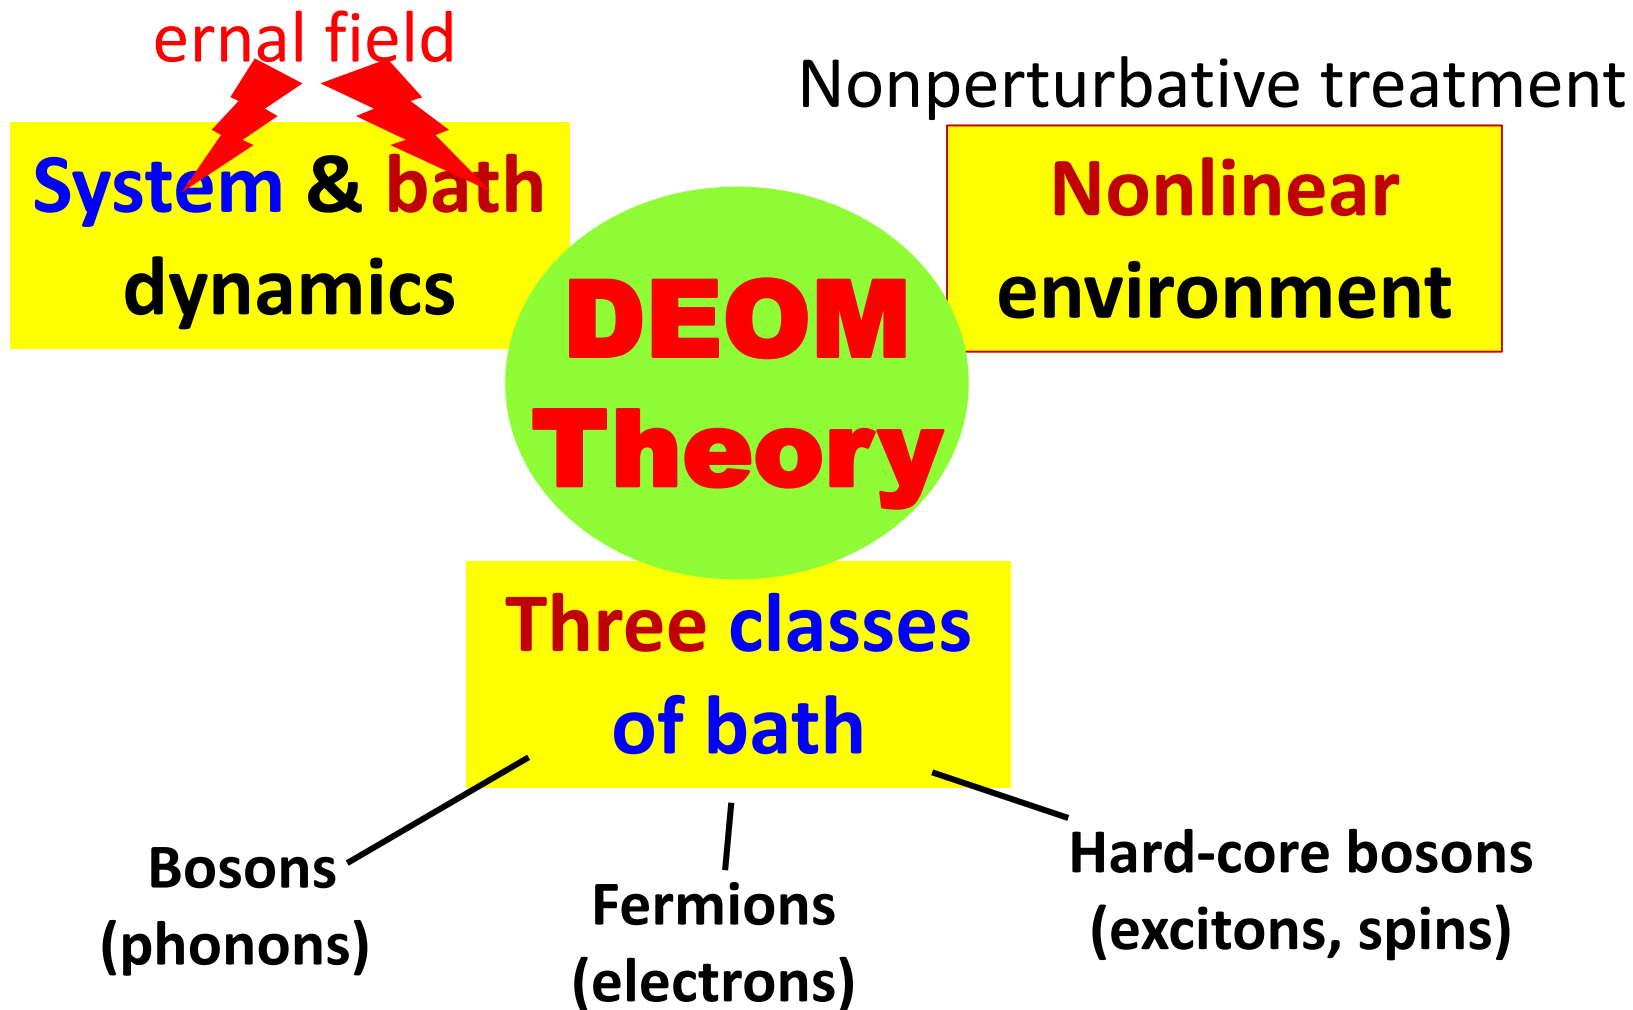 ernal field
Nonperturbative treatment
System & bath
dynamics
Nonlinear
environment
DEOM
Theory
Three classes
of bath
Bosons
(phonons)
Fermions
(electrons)
Hard-core bosons
(excitons, spins)